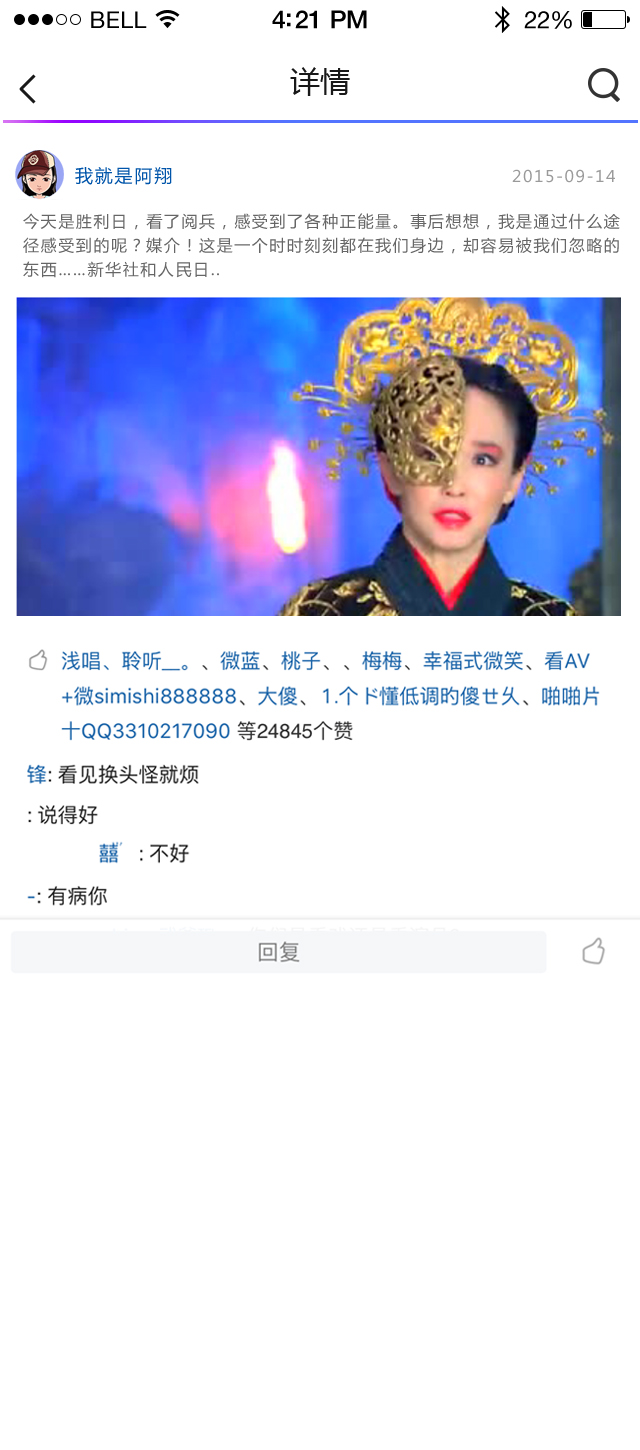 BELL 4:21 PM 22%
详情
我就是阿翔 2015-09-14
今天是胜利日，看了阅兵，感受到了各种正能量。事后想想，我是通过什么途
径感受到的呢？媒介！这是一个时时刻刻都在我们身边，却容易被我们忽略的
东西……新华社和人民日..
浅唱、聆听__。、微蓝、桃子、、梅梅、幸福式微笑、看AV
+微simishi888888、大傻、1.个ド懂低调旳傻ㄝ乆、啪啪片
十QQ3310217090 等24845个赞
锋: 看见换头怪就烦
: 说得好
囍 : 不好
-: 有病你
回复